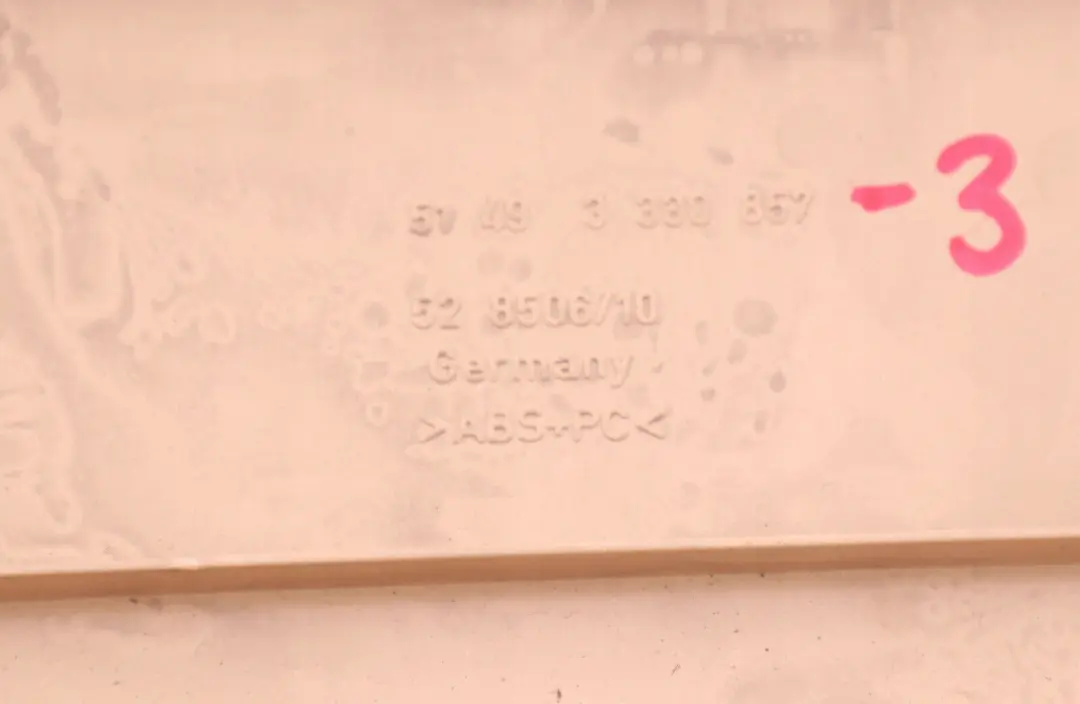 51 49 3 330 857 -3
52 8506/10
Germany
>ABS+PC<